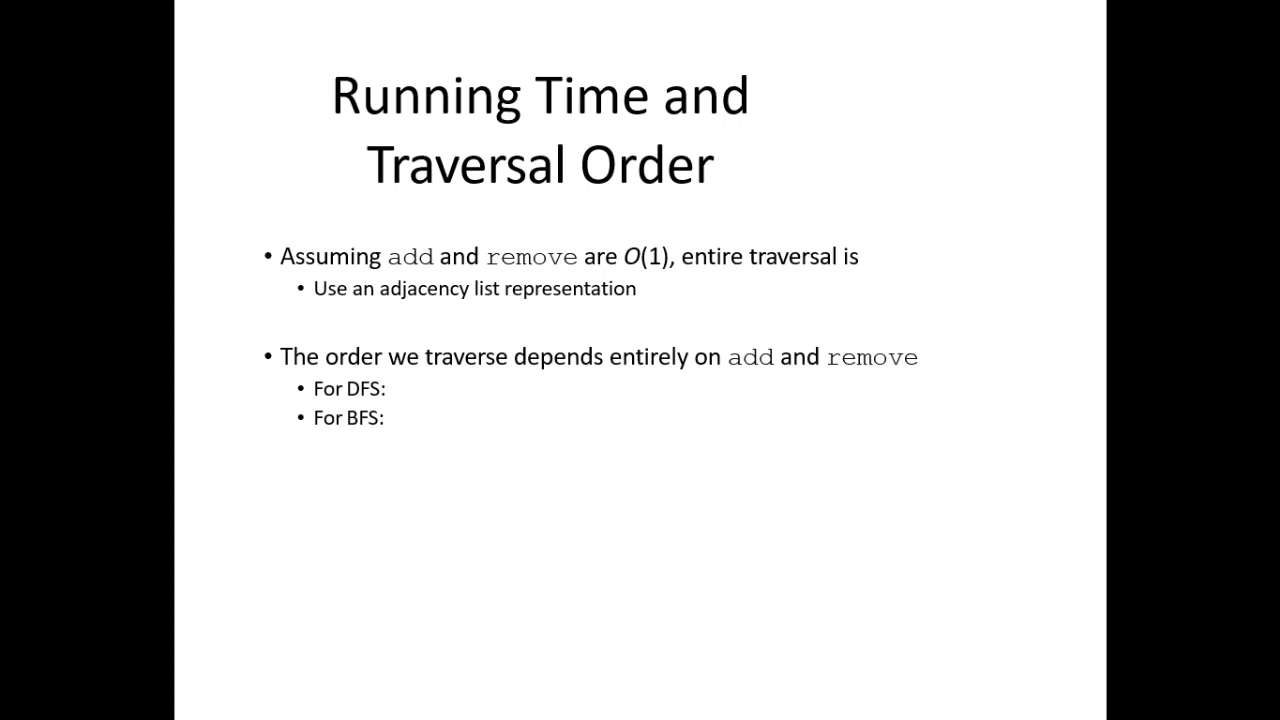 Running Time and
Traversal Order
• Assuming add and remove are O(1), entire traversal is
• Use an adjacency list representation
• The order we traverse depends entirely on add and remove
• For DFS:
• For BFS: